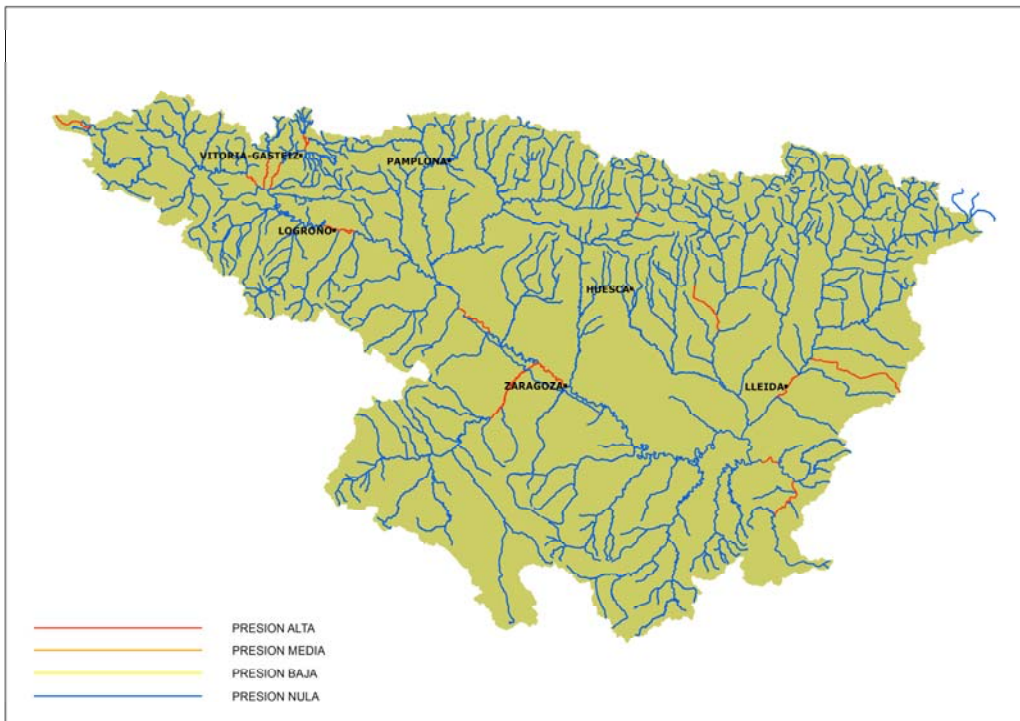 VITORIA-GASTEIZ
PAMPLONA
LOGROÑO
HUESCA
ZARAGOZA
LLEIDA
PRESION ALTA
PRESION MEDIA
PRESION BAJA
PRESION NULA